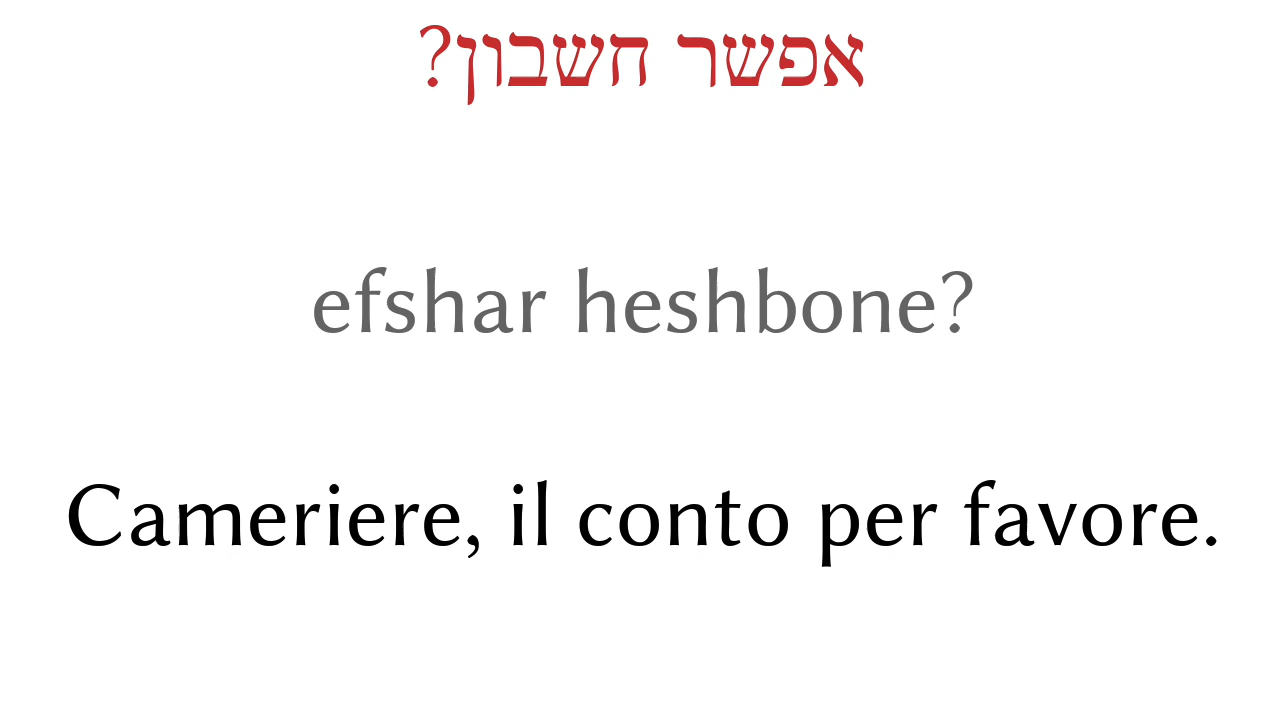 אפשר חשבון?
efshar heshbone?
Cameriere, il conto per favore.